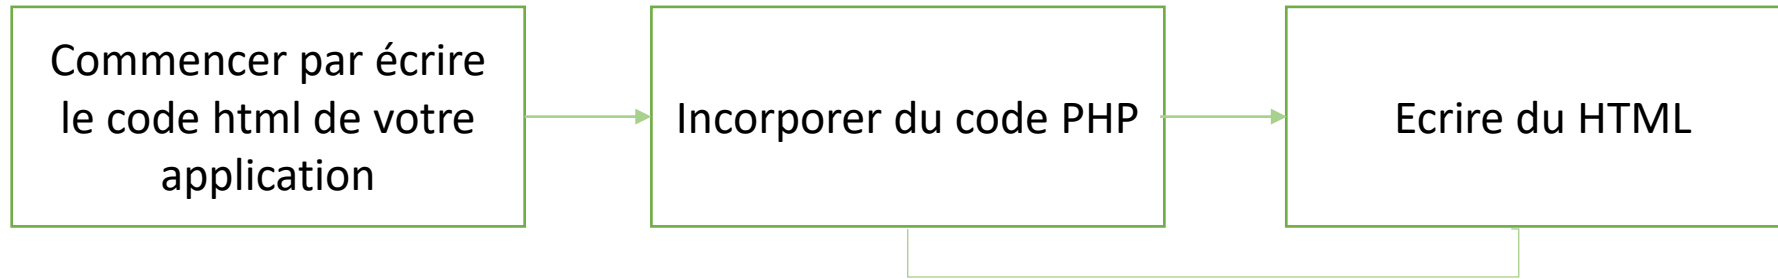 Commencer par écrire
le code html de votre
application
Incorporer du code PHP
Ecrire du HTML